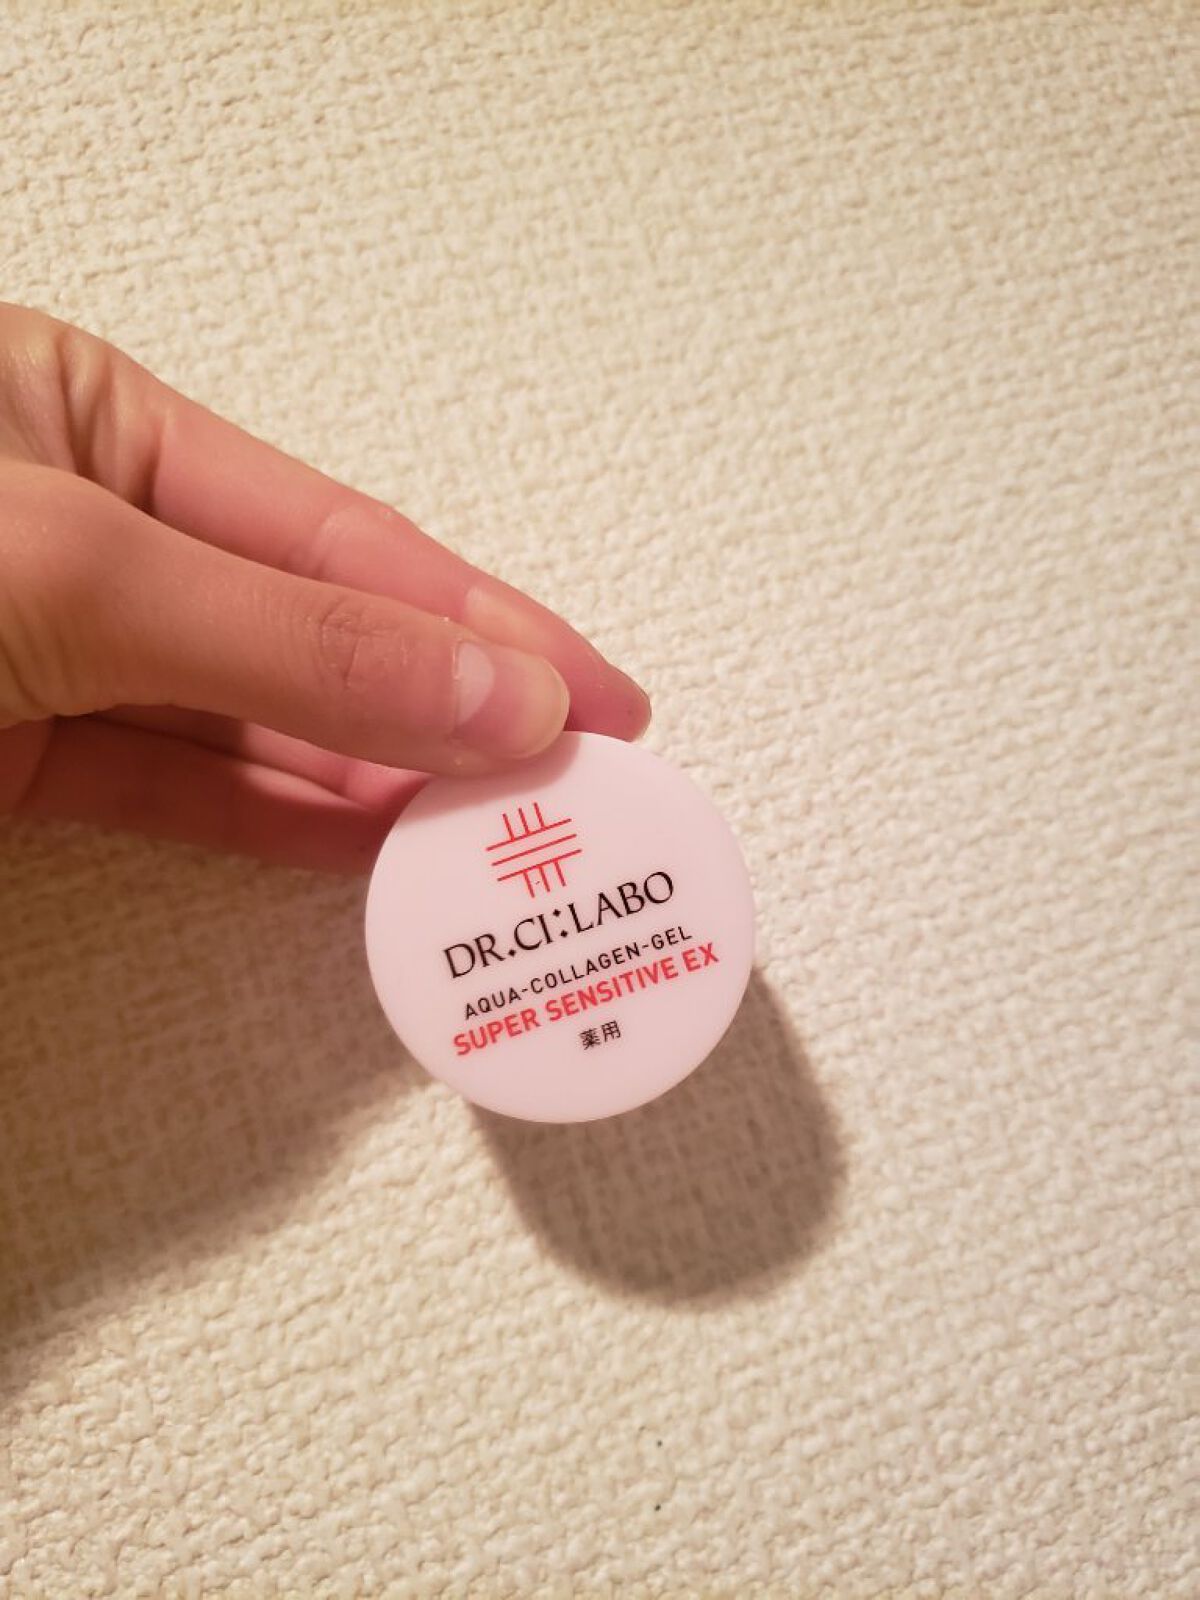 DR.CI:LABO
AQUA-COLLAGEN-GEL
SUPER SENSITIVE EX
薬用